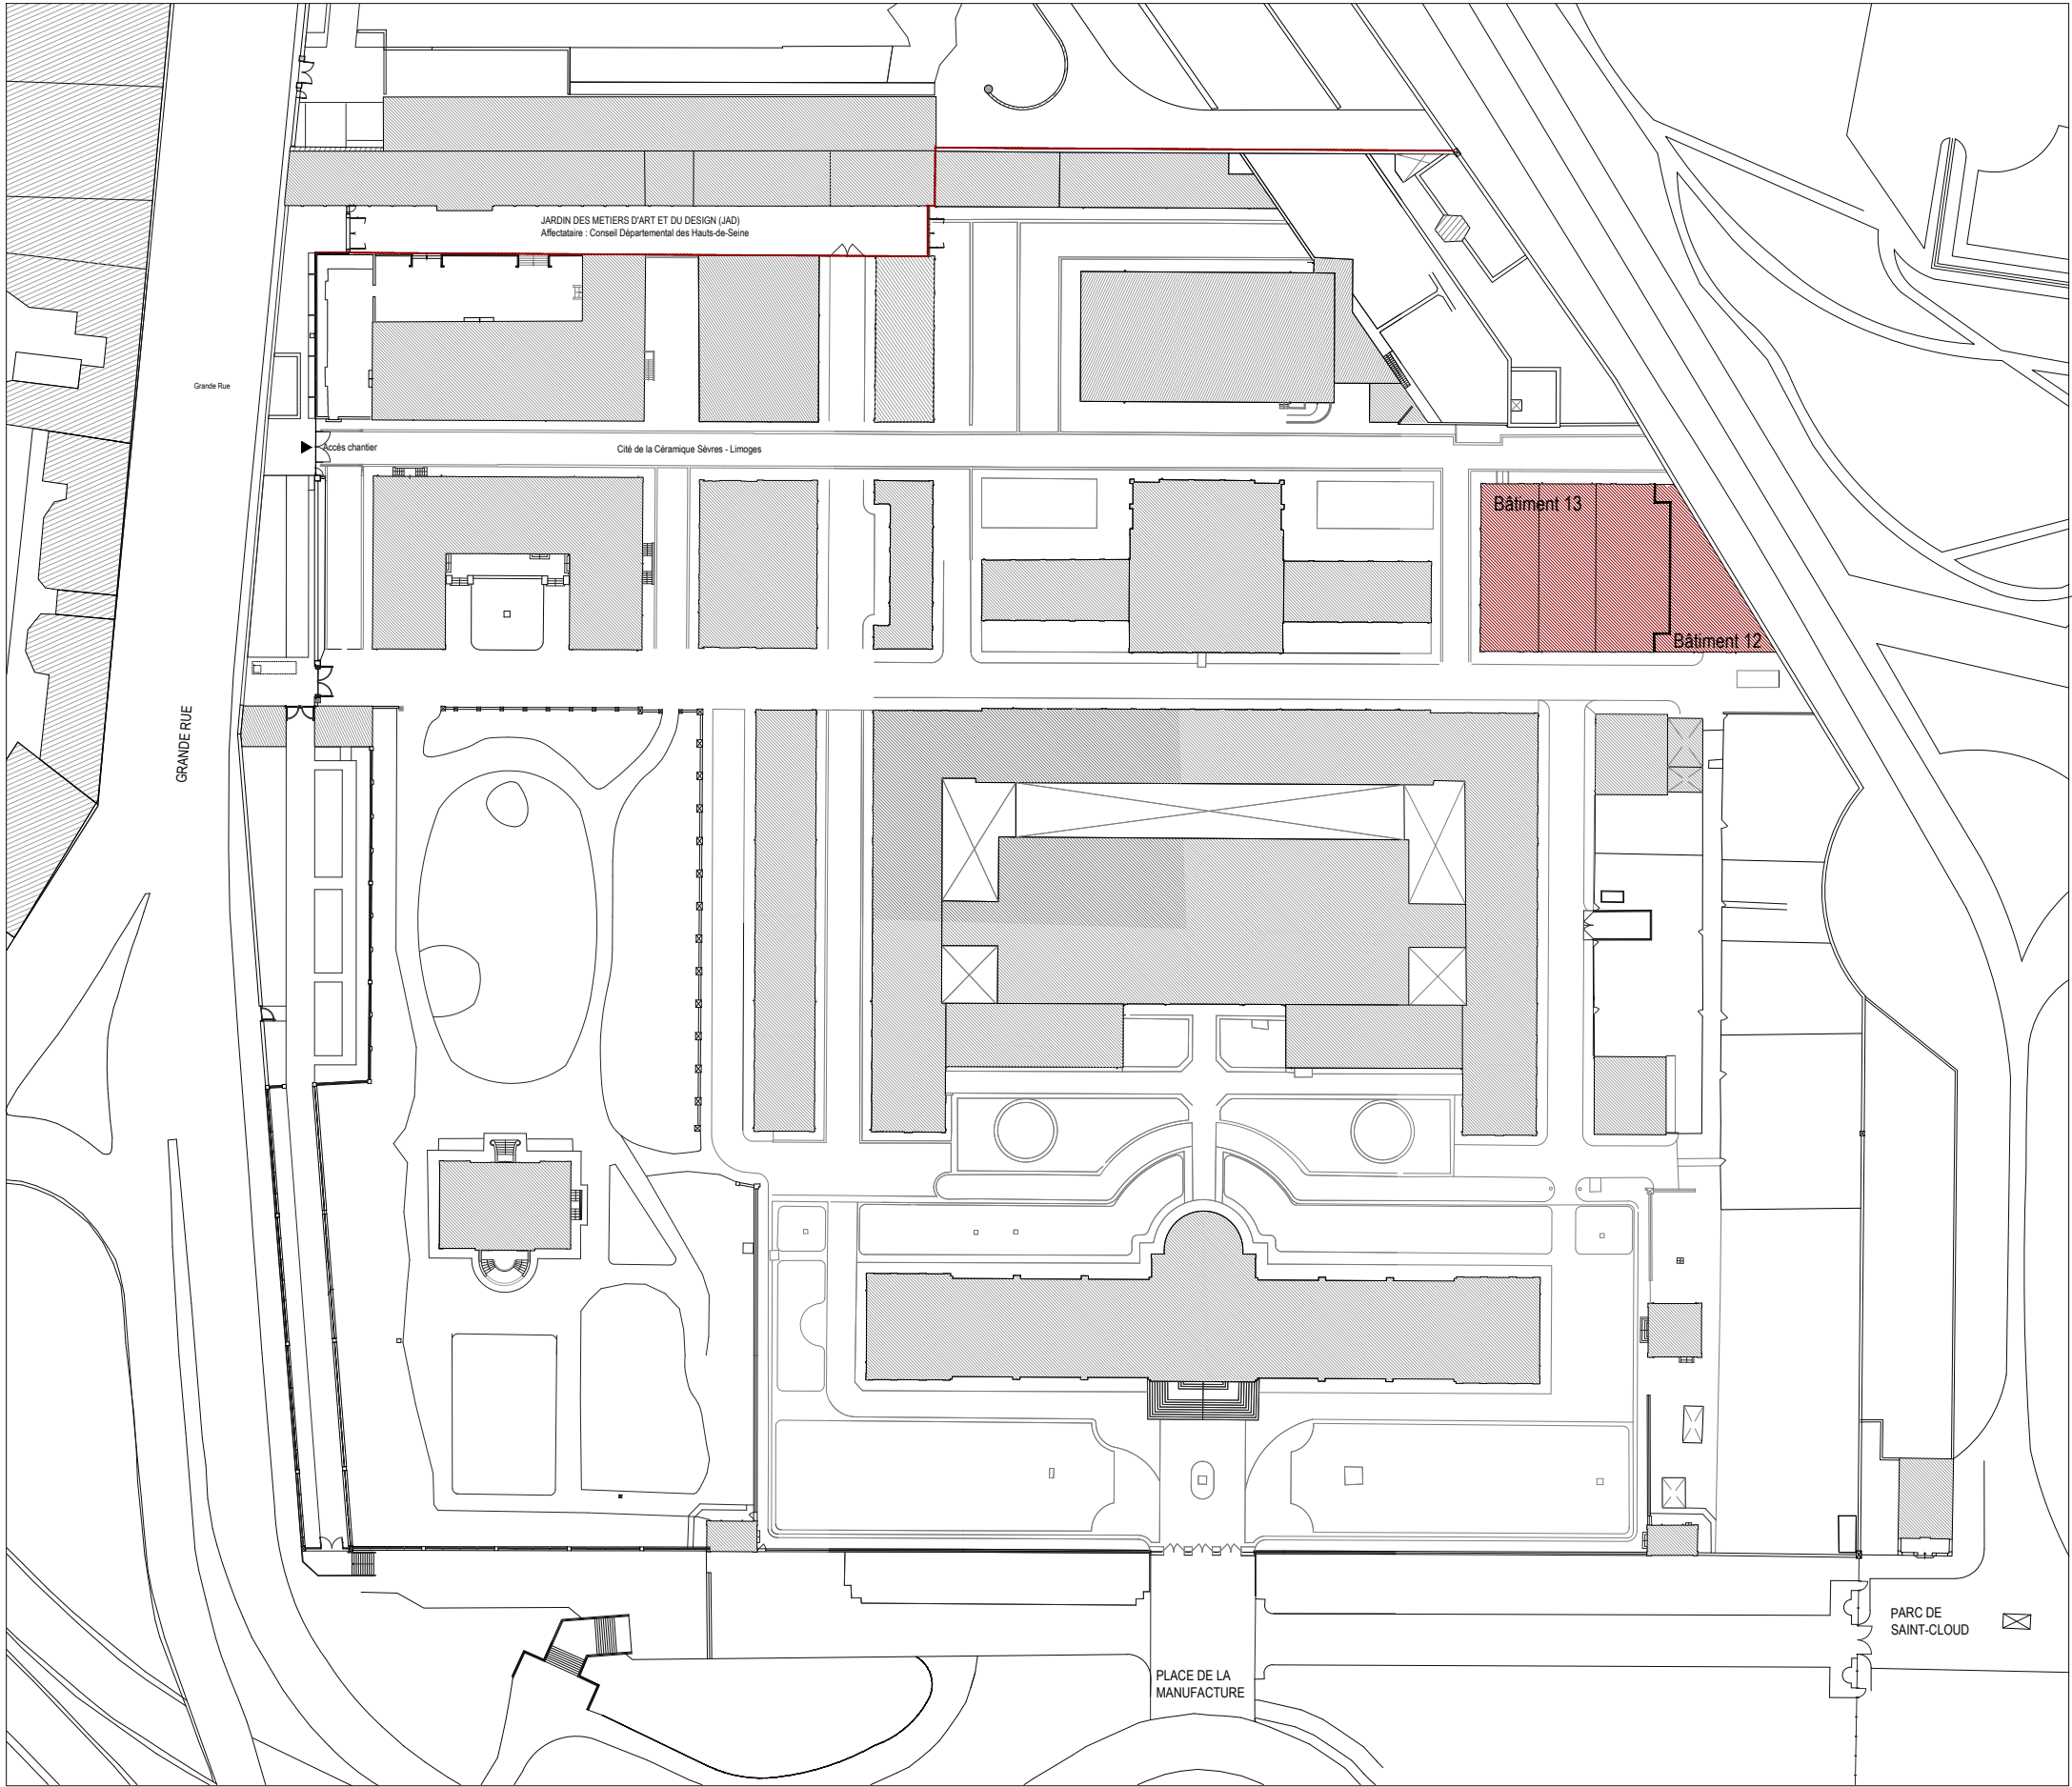 JARDIN DES METIERS D'ART ET DU DESIGN (JAD)
Affectataire : Conseil Départemental des Hauts-de-Seine
Grande Rue
Accès chantier
Cité de la Céramique Sèvres - Limoges
Bâtiment 13
Bâtiment 12
GRANDE RUE
PARC DE
SAINT-CLOUD
PLACE DE LA
MANUFACTURE